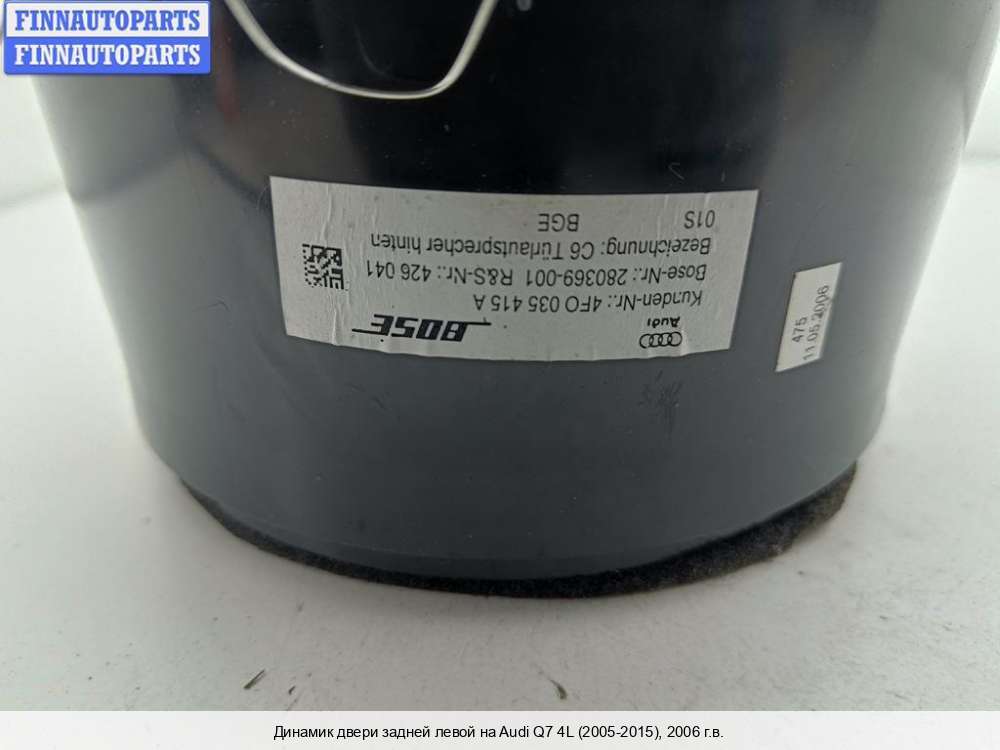 FINNAUTOPARTS
FINNAUTOPARTS
Audi
BOSE
Kunden-Nr.: 4FO 035 415 A
Bose-Nr.: 280369-001 R&S-Nr.: 426 041
Bezeichnung: C6 Türlautsprecher hinten
BGE
01S
475
11.05.2006
Динамик двери задней левой на Audi Q7 4L (2005-2015), 2006 г.в.